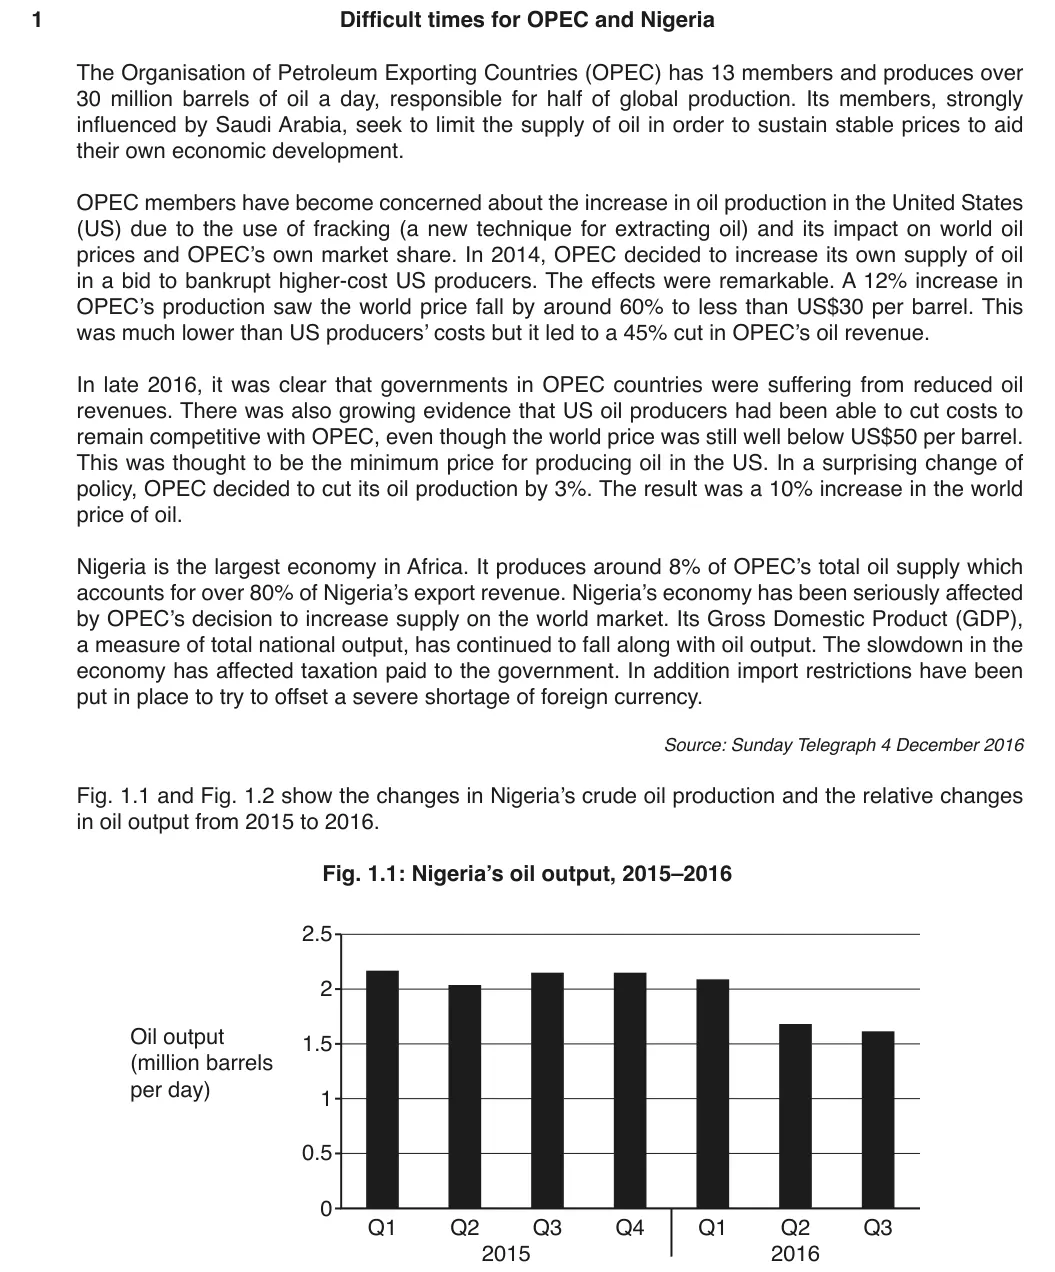 1 Difficult times for OPEC and Nigeria
The Organisation of Petroleum Exporting Countries (OPEC) has 13 members and produces over
30 million barrels of oil a day, responsible for half of global production. Its members, strongly
influenced by Saudi Arabia, seek to limit the supply of oil in order to sustain stable prices to aid
their own economic development.
OPEC members have become concerned about the increase in oil production in the United States
(US) due to the use of fracking (a new technique for extracting oil) and its impact on world oil
prices and OPEC’s own market share. In 2014, OPEC decided to increase its own supply of oil
in a bid to bankrupt higher-cost US producers. The effects were remarkable. A 12% increase in
OPEC’s production saw the world price fall by around 60% to less than US$30 per barrel. This
was much lower than US producers’ costs but it led to a 45% cut in OPEC’s oil revenue.
In late 2016, it was clear that governments in OPEC countries were suffering from reduced oil
revenues. There was also growing evidence that US oil producers had been able to cut costs to
remain competitive with OPEC, even though the world price was still well below US$50 per barrel.
This was thought to be the minimum price for producing oil in the US. In a surprising change of
policy, OPEC decided to cut its oil production by 3%. The result was a 10% increase in the world
price of oil.
Nigeria is the largest economy in Africa. It produces around 8% of OPEC’s total oil supply which
accounts for over 80% of Nigeria’s export revenue. Nigeria’s economy has been seriously affected
by OPEC’s decision to increase supply on the world market. Its Gross Domestic Product (GDP),
a measure of total national output, has continued to fall along with oil output. The slowdown in the
economy has affected taxation paid to the government. In addition import restrictions have been
put in place to try to offset a severe shortage of foreign currency.
Source: Sunday Telegraph 4 December 2016
Fig. 1.1 and Fig. 1.2 show the changes in Nigeria’s crude oil production and the relative changes
in oil output from 2015 to 2016.
Fig. 1.1: Nigeria’s oil output, 2015–2016
2.5
2
Oil output
(million barrels
per day)
1.5
1
0.5
0
Q1 Q2 Q3 Q4 Q1 Q2 Q3
2015 2016